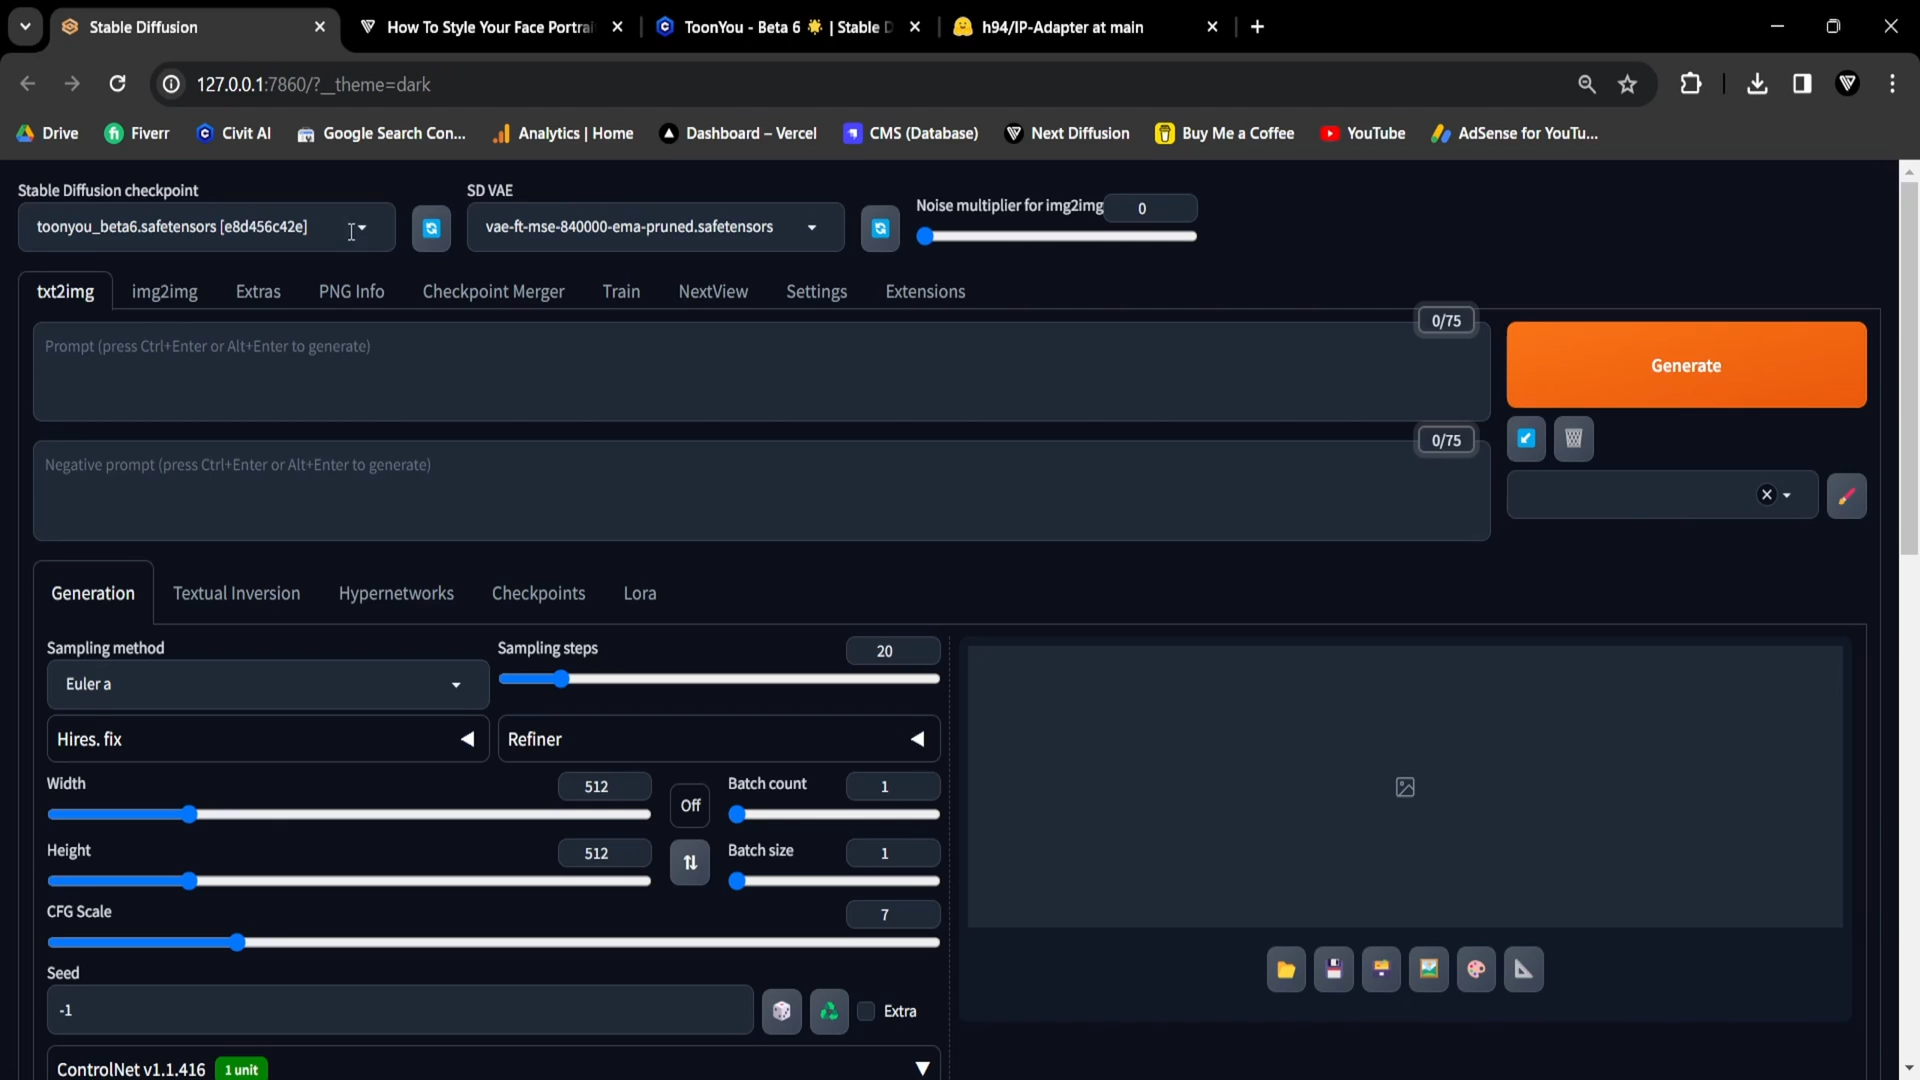 Stable Diffusion
How To Style Your Face Portrai
ToonYou - Beta 6 🌟 | Stable D
h94/IP-Adapter at main
127.0.0.1:7860/?__theme=dark
Drive
Fiverr
Civit AI
Google Search Con...
Analytics | Home
Dashboard – Vercel
CMS (Database)
Next Diffusion
Buy Me a Coffee
YouTube
AdSense for YouTu...
Stable Diffusion checkpoint
SD VAE
Noise multiplier for img2img
0
toonyou_beta6.safetensors [e8d456c42e]
vae-ft-mse-840000-ema-pruned.safetensors
txt2img
img2img
Extras
PNG Info
Checkpoint Merger
Train
NextView
Settings
Extensions
0/75
Prompt (press Ctrl+Enter or Alt+Enter to generate)
Generate
0/75
Negative prompt (press Ctrl+Enter or Alt+Enter to generate)
Generation
Textual Inversion
Hypernetworks
Checkpoints
Lora
Sampling method
Sampling steps
20
Euler a
Hires. fix
Refiner
Width
512
Off
Batch count
1
Height
512
Batch size
1
CFG Scale
7
Seed
-1
Extra
ControlNet v1.1.416
1 unit